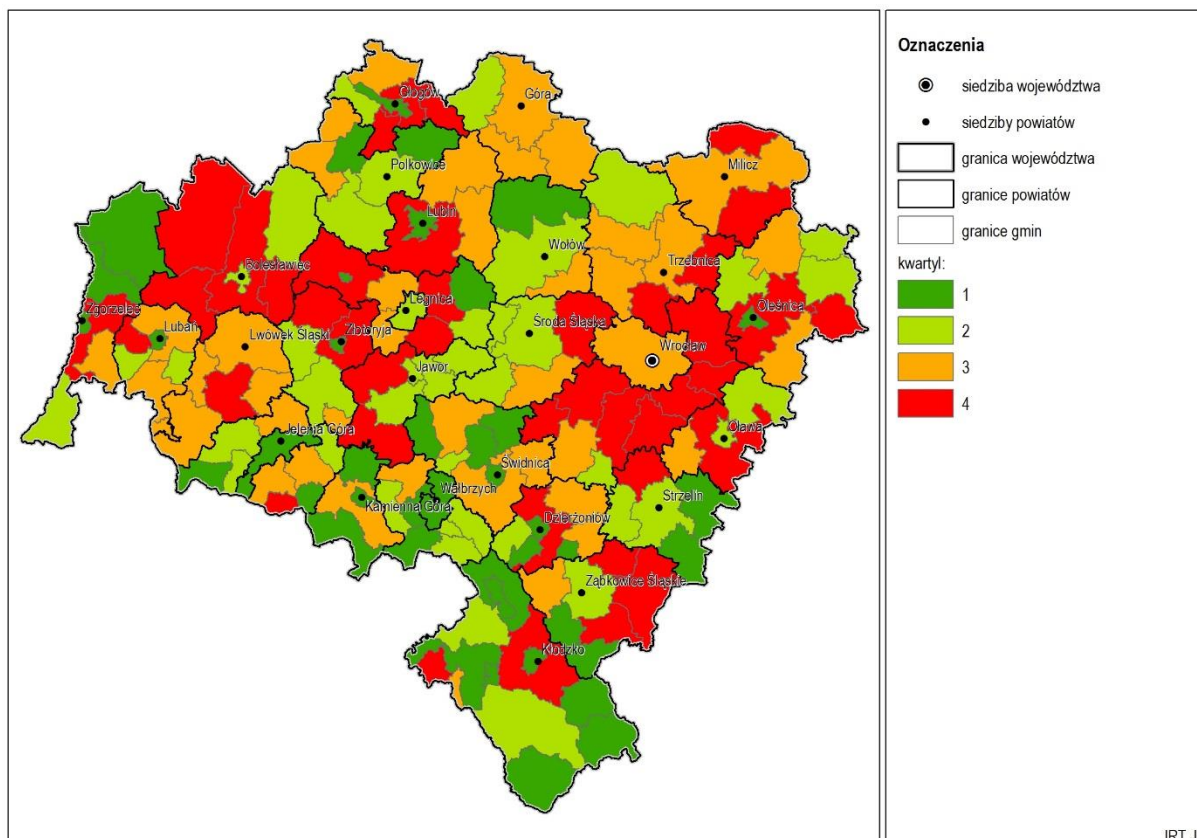 Głogów
Góra
Polkowice
Milicz
Lubin
Wołów
Trzebnica
Bolesławiec
Legnica
Oleśnica
Zgorzelec
Lubań
Lwówek Śląski
Złotoryja
Środa Śląska
Wrocław
Jawor
Jelenia Góra
Oława
Świdnica
Wałbrzych
Kamienna Góra
Strzelin
Dzierżoniów
Ząbkowice Śląskie
Kłodzko
Oznaczenia
siedziba województwa
siedziby powiatów
granica województwa
granice powiatów
granice gmin
kwartyl:
1
2
3
4